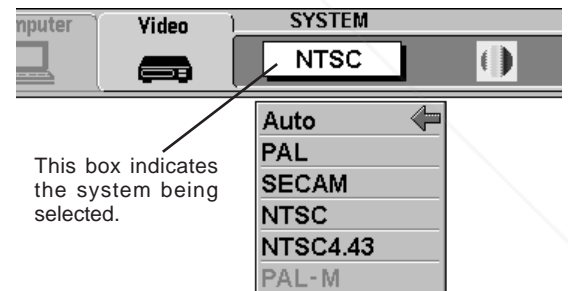 mputer
Video
SYSTEM
NTSC
Auto
PAL
SECAM
NTSC
NTSC4.43
PAL-M
This box indicates
the system being
selected.